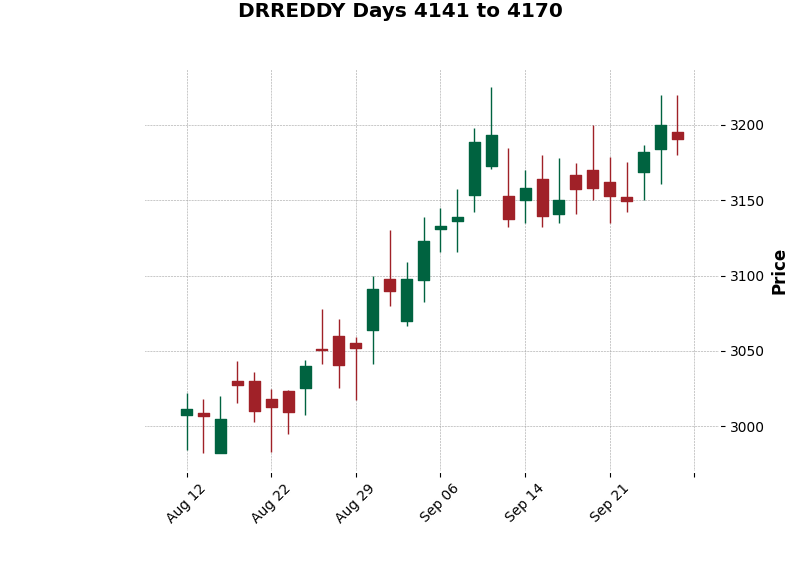 DRREDDY Days 4141 to 4170
3200
3150
3100
3050
3000
Price
Aug 12
Aug 22
Aug 29
Sep 06
Sep 14
Sep 21